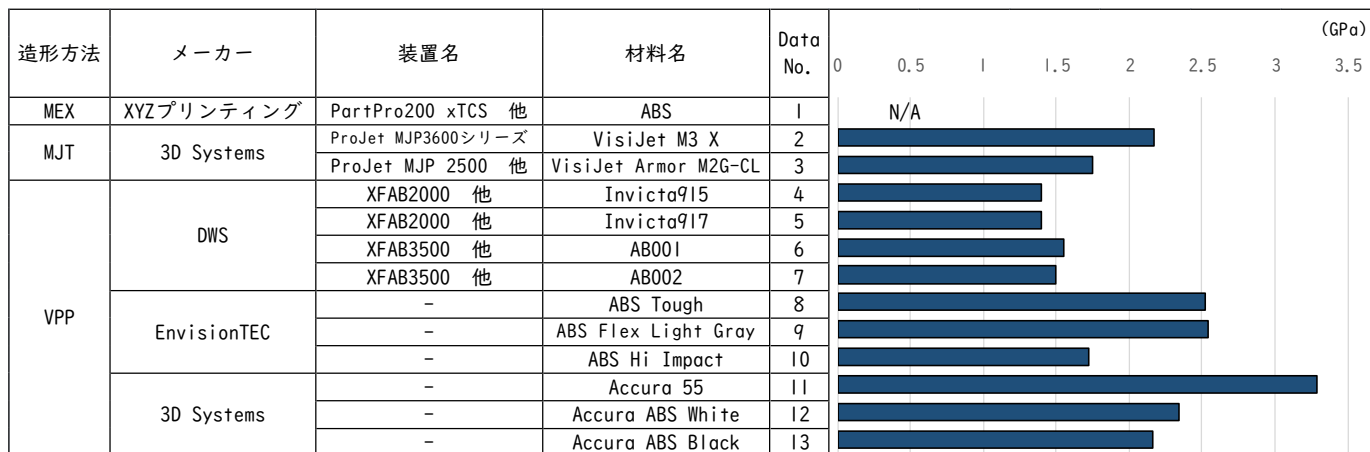 (GPa)
造形方法 メーカー 装置名 材料名 Data No. 0 0.5 1 1.5 2 2.5 3 3.5
MEX XYZプリンティング PartPro200 xTCS 他 ABS 1 N/A
MJT 3D Systems ProJet MJP3600シリーズ VisiJet M3 X 2
ProJet MJP 2500 他 VisiJet Armor M2G-CL 3
VPP DWS XFAB2000 他 Invicta915 4
XFAB2000 他 Invicta917 5
XFAB3500 他 AB001 6
XFAB3500 他 AB002 7
EnvisionTEC － ABS Tough 8
－ ABS Flex Light Gray 9
－ ABS Hi Impact 10
3D Systems － Accura 55 11
－ Accura ABS White 12
－ Accura ABS Black 13